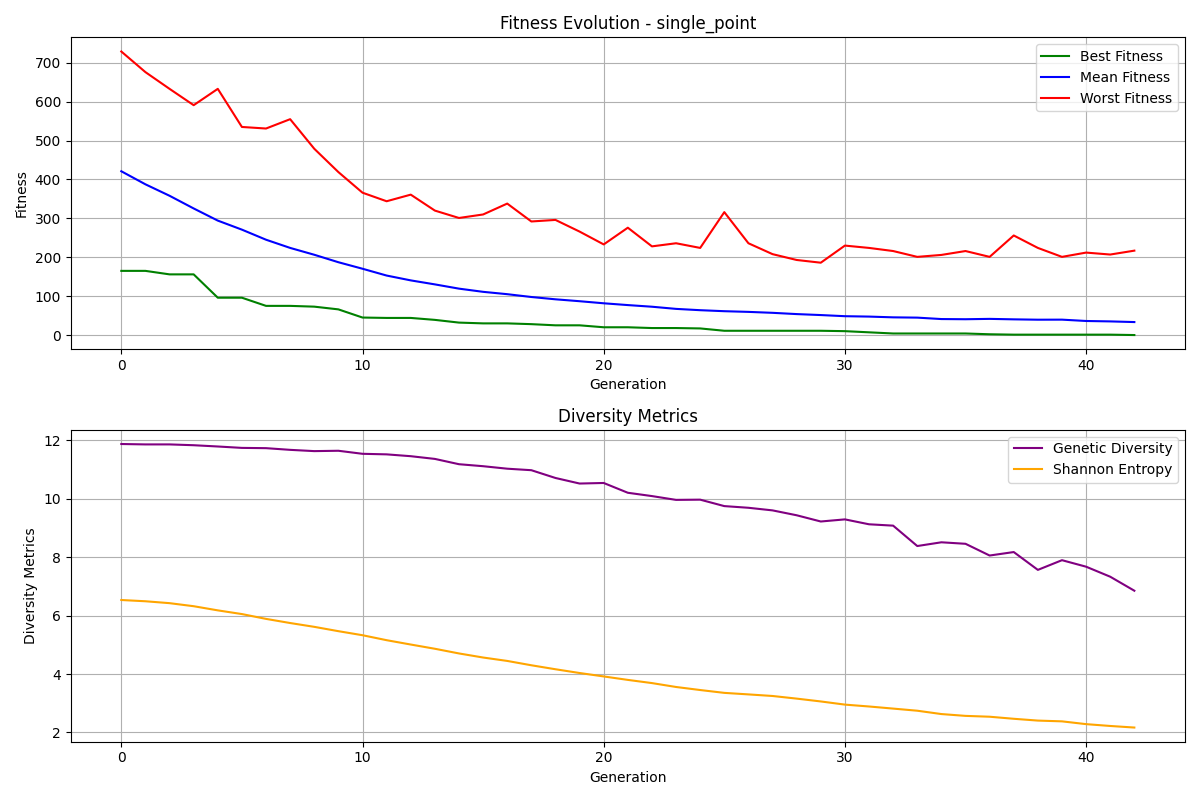 Fitness Evolution - single_point
Fitness
700
600
500
400
300
200
100
0
Best Fitness
Mean Fitness
Worst Fitness
0 10 20 30 40
Generation
Diversity Metrics
Diversity Metrics
12
10
8
6
4
2
Genetic Diversity
Shannon Entropy
0 10 20 30 40
Generation